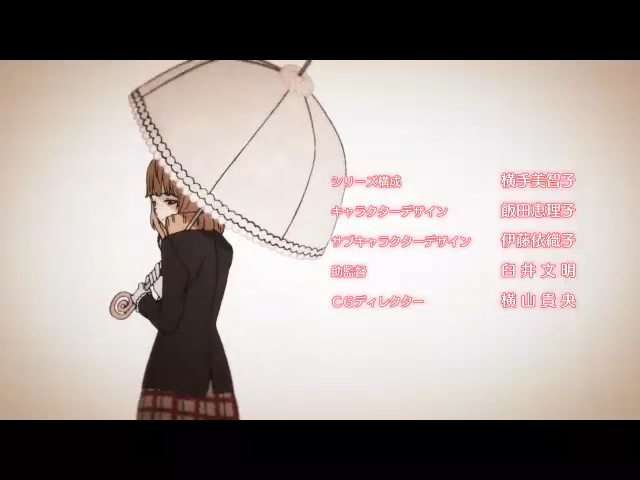 シリーズ構成 横手美智子
キャラクターデザイン 飯田恵理子
サブキャラクターデザイン 伊藤依織子
助監督 臼井文明
CGディレクター 横山貴央